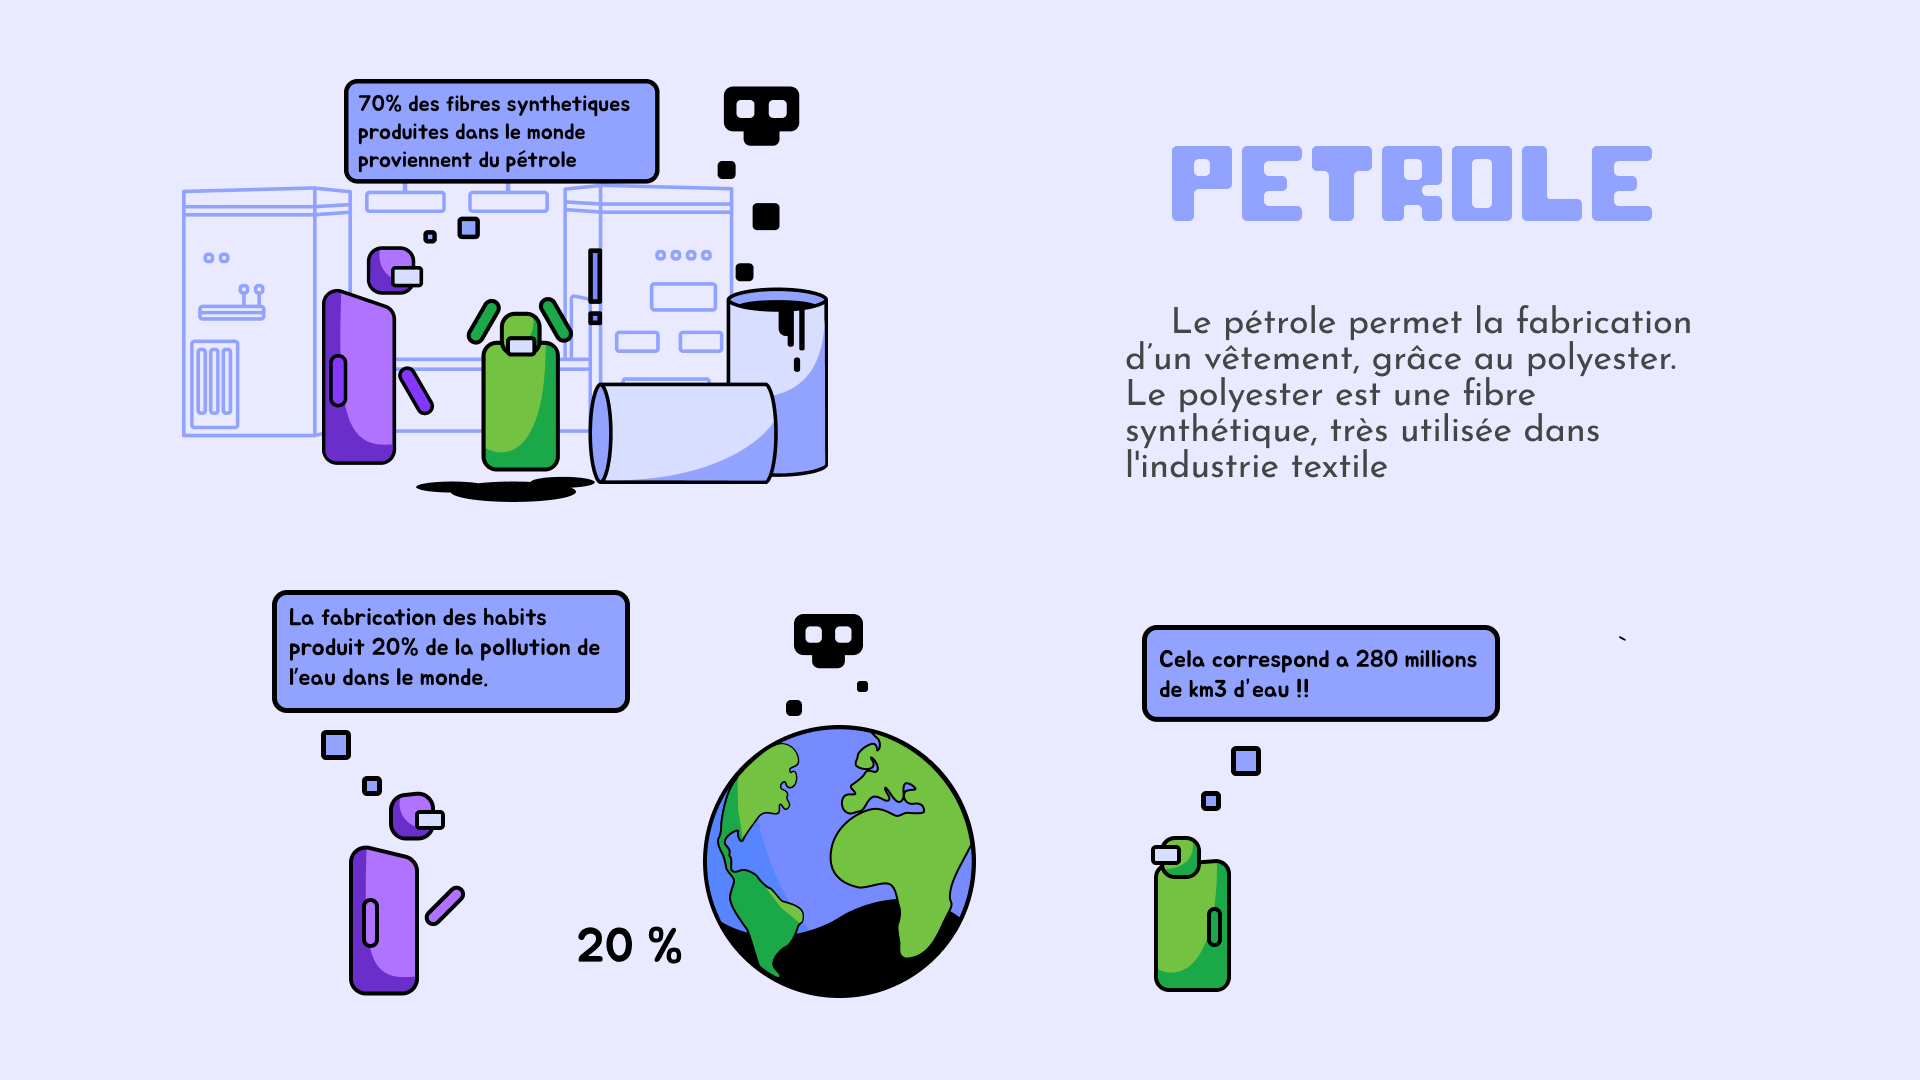 70% des fibres synthetiques
produites dans le monde
proviennent du pétrole
PETROLE
Le pétrole permet la fabrication
d’un vêtement, grâce au polyester.
Le polyester est une fibre
synthétique, très utilisée dans
l'industrie textile
La fabrication des habits
produit 20% de la pollution de
l’eau dans le monde.
20 %
Cela correspond a 280 millions
de km3 d’eau !!